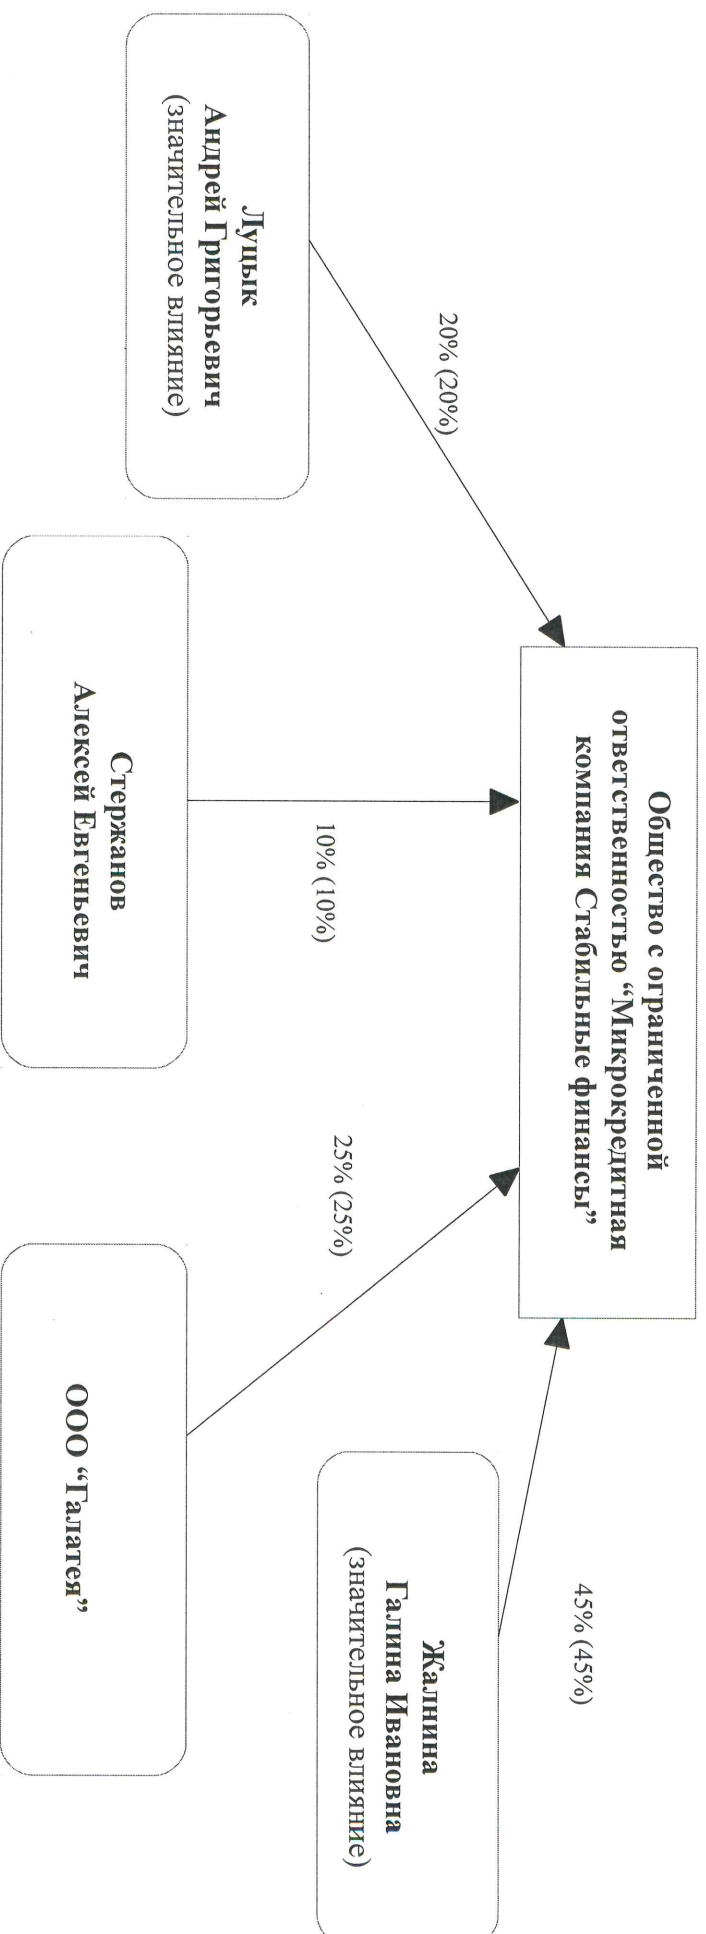 Общество с ограниченной
ответственностью “Микрокредитная
компания Стабильные финансы”
20% (20%)
10% (10%)
25% (25%)
45% (45%)
Луцык
Андрей Григорьевич
(значительное влияние)
Стержанов
Алексей Евгеньевич
ООО “Галатея”
Жалнина
Галина Ивановна
(значительное влияние)